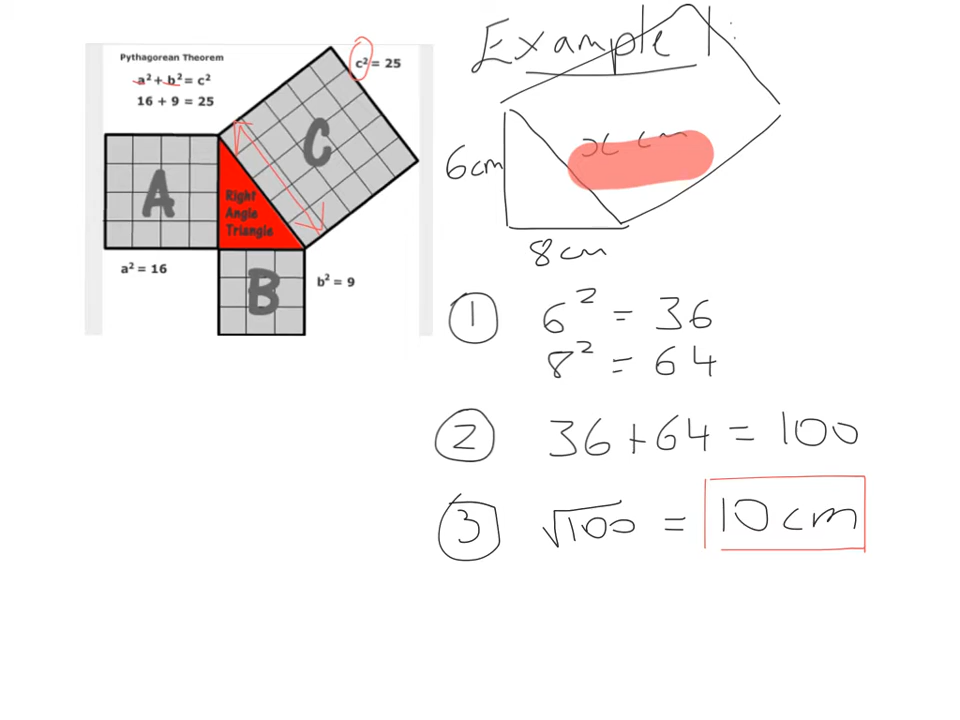 Pythagorean Theorem
a² + b² = c²
16 + 9 = 25
c² = 25
A
C
Right
Angle
Triangle
B
a² = 16
b² = 9
Example 1:
6cm
x cm
8cm
① 6² = 36
8² = 64
② 36+64 = 100
③ √100 = 10cm